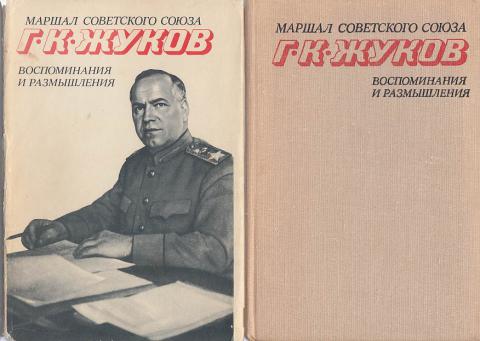 МАРШАЛ СОВЕТСКОГО СОЮЗА
Г·К·ЖУКОВ
ВОСПОМИНАНИЯ
И РАЗМЫШЛЕНИЯ
МАРШАЛ СОВЕТСКОГО СОЮЗА
Г·К·ЖУКОВ
ВОСПОМИНАНИЯ
И РАЗМЫШЛЕНИЯ